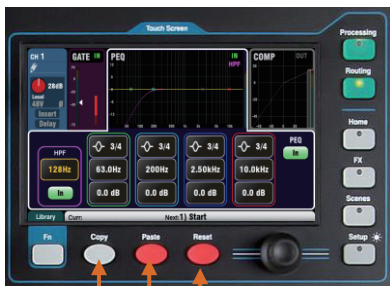 Touch Screen
Processing
Routing
Home
FX
Scenes
Setup
CH 1
GATE IN
PEQ
IN
HPF
COMP OUT
28dB
Local
48V ø
Insert
Delay
HPF
128Hz
In
3/4
63.0Hz
0.0 dB
3/4
200Hz
0.0 dB
3/4
2.50kHz
0.0 dB
3/4
10.0kHz
0.0 dB
PEQ
In
Library
Curr:
Next: 1) Start
Fn
Copy
Paste
Reset